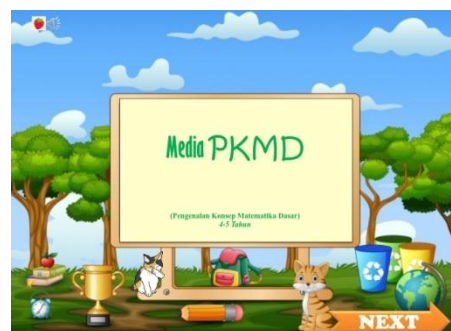 Media PKMD
(Pengenalan Konsep Matematika Dasar)
4-5 Tahun
NEXT